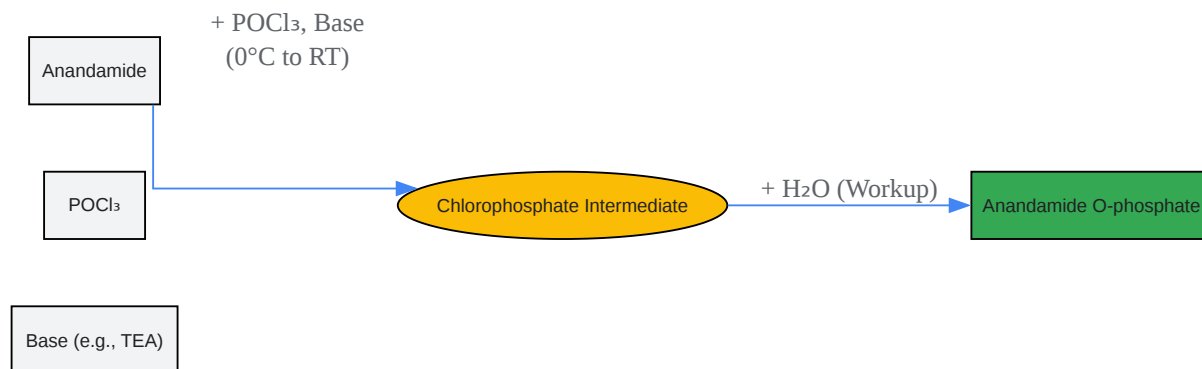 + POCl₃, Base
(0°C to RT)
Anandamide
POCl₃
Chlorophosphate Intermediate
+ H₂O (Workup)
Anandamide O-phosphate
Base (e.g., TEA)